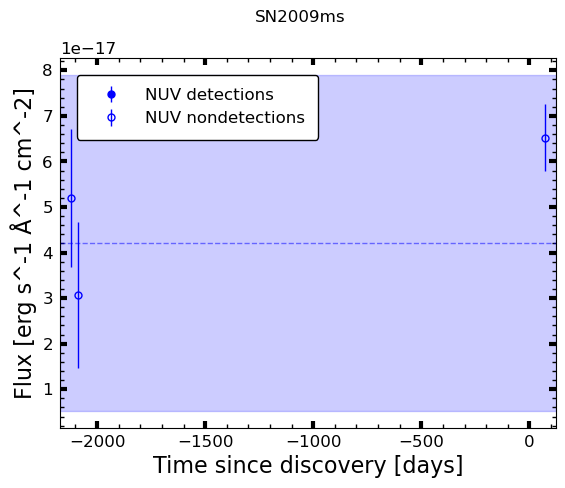 SN2009ms
1e−17
8
7
6
5
4
3
2
1
NUV detections
NUV nondetections
Flux [erg s^-1 Å^-1 cm^-2]
−2000 −1500 −1000 −500 0
Time since discovery [days]